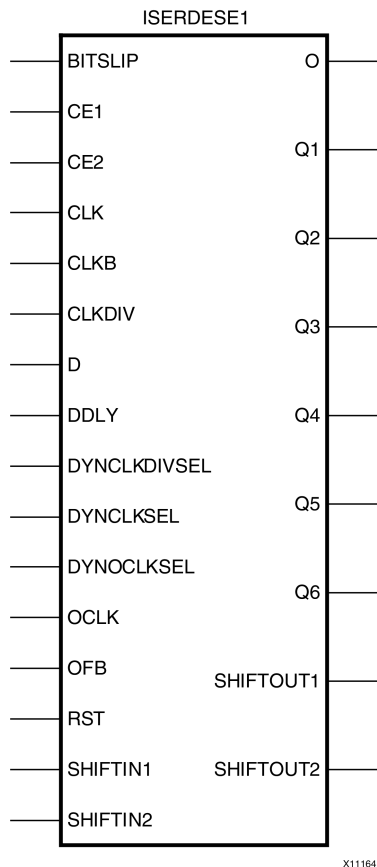 ISERDESE1
BITSLIP
O
CE1
Q1
CE2
CLK
Q2
CLKB
CLKDIV
Q3
D
DDLY
Q4
DYNCLKDIVSEL
Q5
DYNCLKSEL
DYNOCLKSEL
Q6
OCLK
OFB
SHIFTOUT1
RST
SHIFTIN1
SHIFTOUT2
SHIFTIN2
X11164